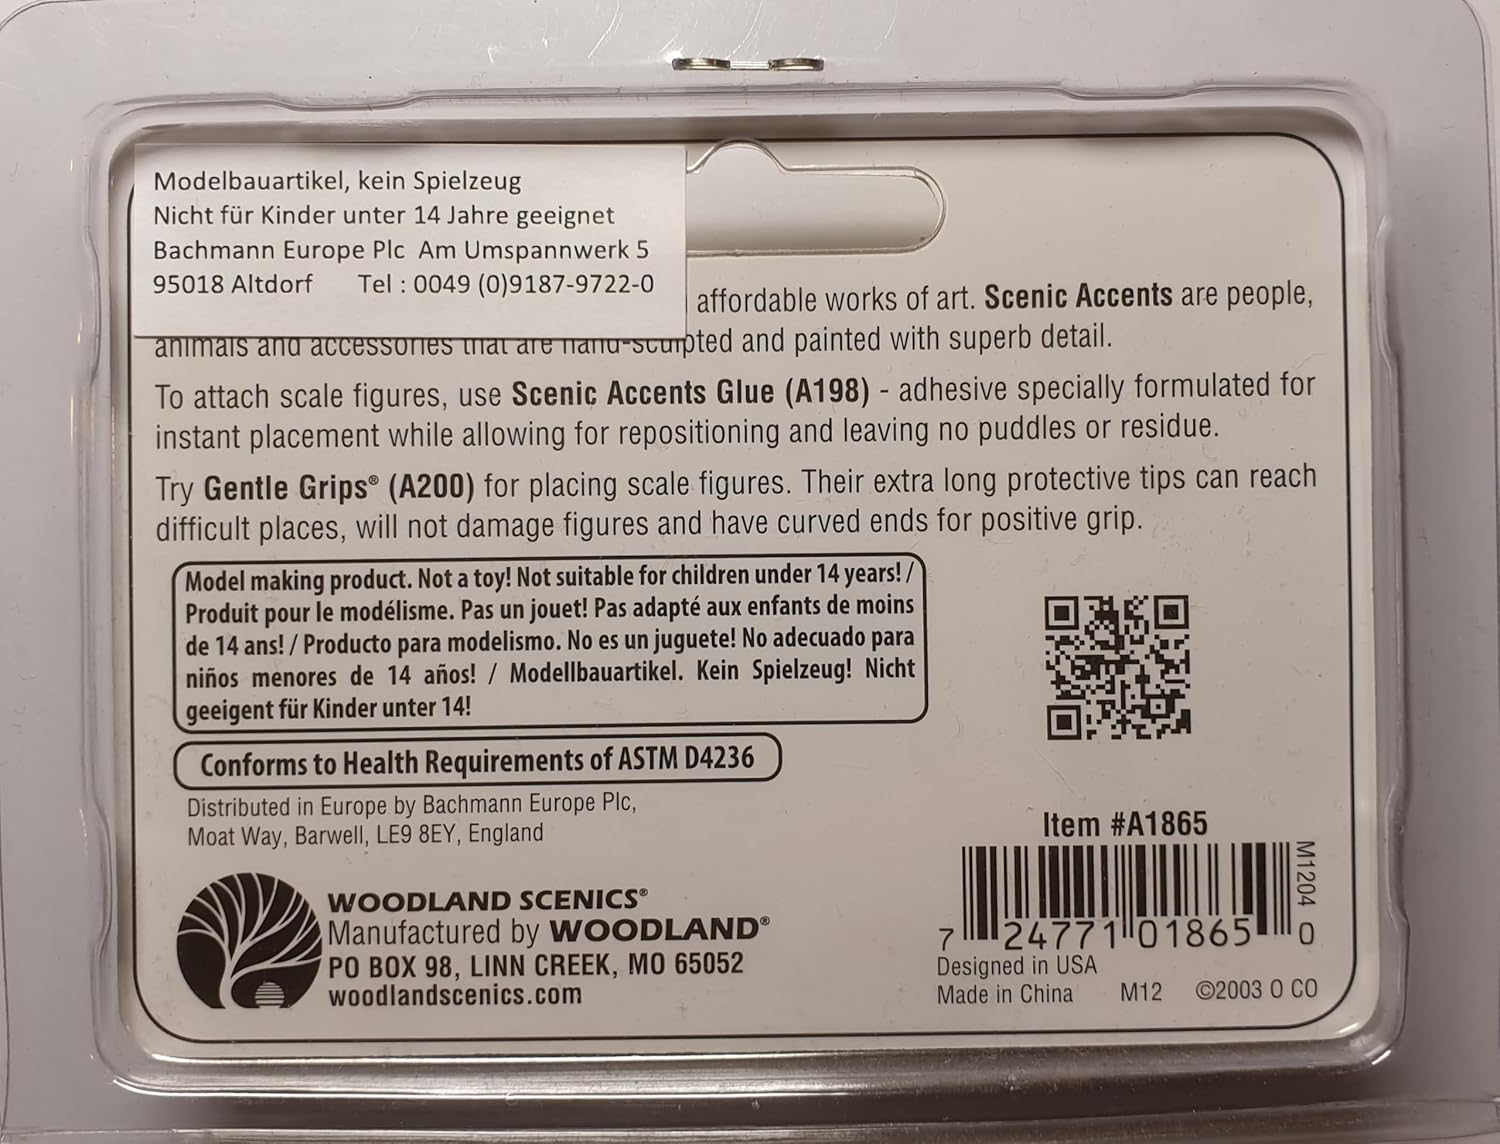 Modelbauartikel, kein Spielzeug
Nicht für Kinder unter 14 Jahre geeignet
Bachmann Europe Plc Am Umspannwerk 5
95018 Altdorf Tel : 0049 (0)9187-9722-0
affordable works of art. Scenic Accents are people,
animals and accessories that are hand-sculpted and painted with superb detail.
To attach scale figures, use Scenic Accents Glue (A198) - adhesive specially formulated for
instant placement while allowing for repositioning and leaving no puddles or residue.
Try Gentle Grips® (A200) for placing scale figures. Their extra long protective tips can reach
difficult places, will not damage figures and have curved ends for positive grip.
Model making product. Not a toy! Not suitable for children under 14 years! /
Produit pour le modélisme. Pas un jouet! Pas adapté aux enfants de moins
de 14 ans! / Producto para modelismo. No es un juguete! No adecuado para
niños menores de 14 años! / Modellbauartikel. Kein Spielzeug! Nicht
geeigent für Kinder unter 14!
Conforms to Health Requirements of ASTM D4236
Distributed in Europe by Bachmann Europe Plc,
Moat Way, Barwell, LE9 8EY, England
WOODLAND SCENICS®
Manufactured by WOODLAND®
PO BOX 98, LINN CREEK, MO 65052
woodlandscenics.com
Item #A1865
M1204
7 24771 01865 0
Designed in USA
Made in China M12 ©2003 O CO